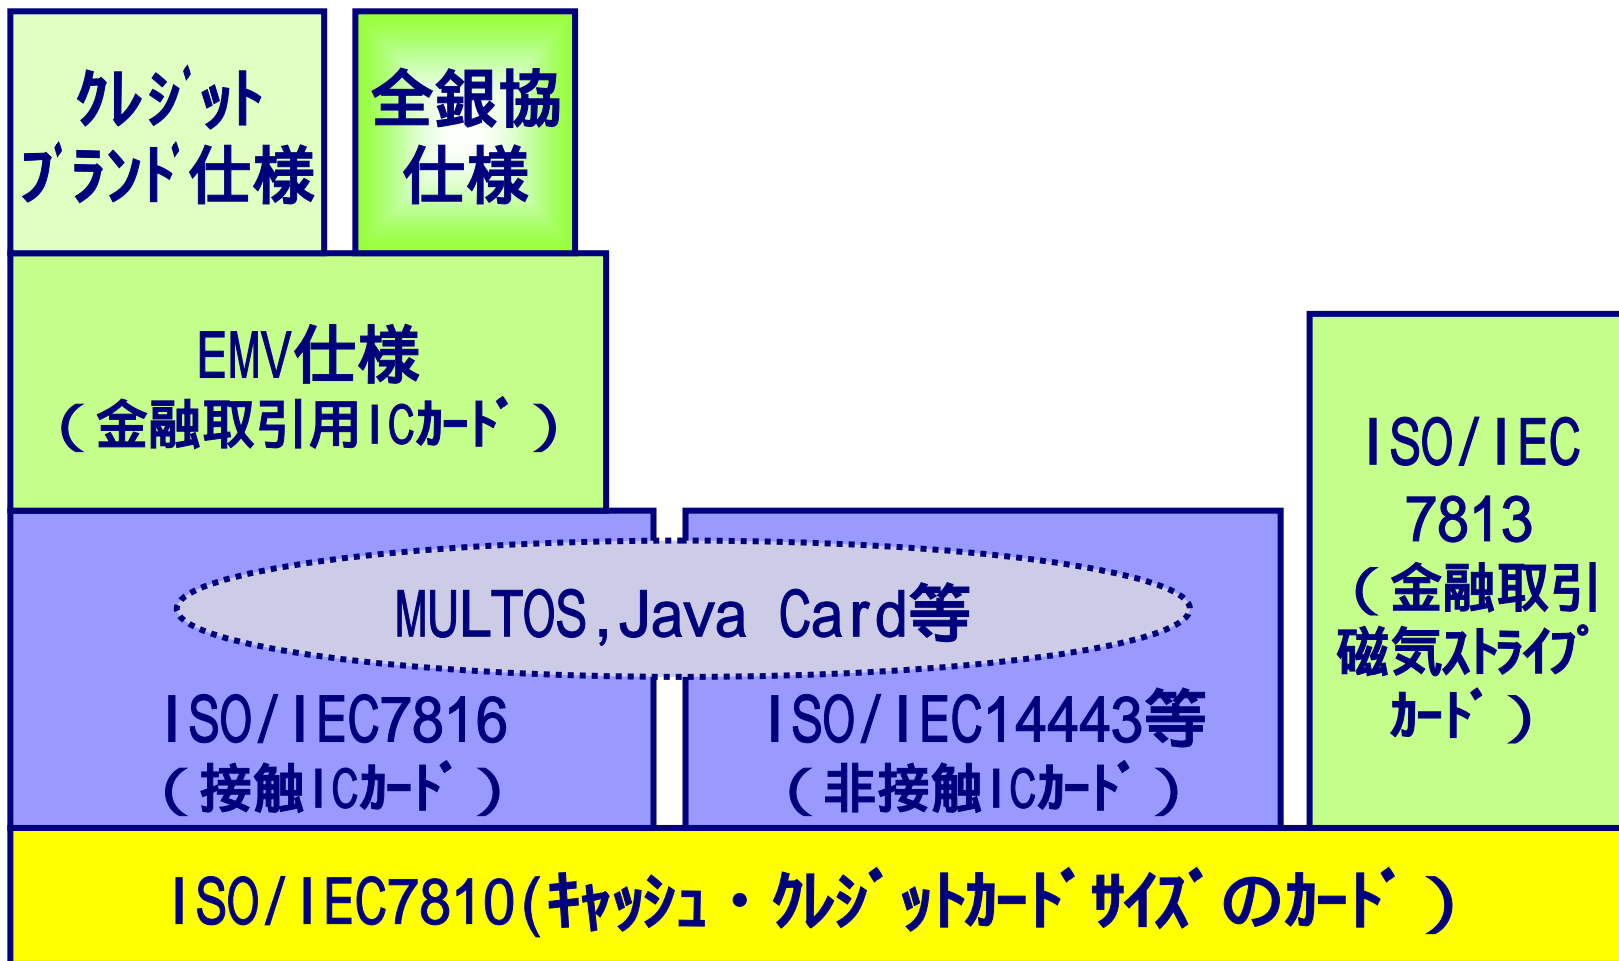 クレジット
ブランド仕様
全銀協
仕様
EMV仕様
(金融取引用ICカード)
ISO/IEC
7813
(金融取引
磁気ストライプ
カード)
MULTOS,Java Card等
ISO/IEC7816
(接触ICカード)
ISO/IEC14443等
(非接触ICカード)
ISO/IEC7810(キャッシュ・クレジットカードサイズのカード)